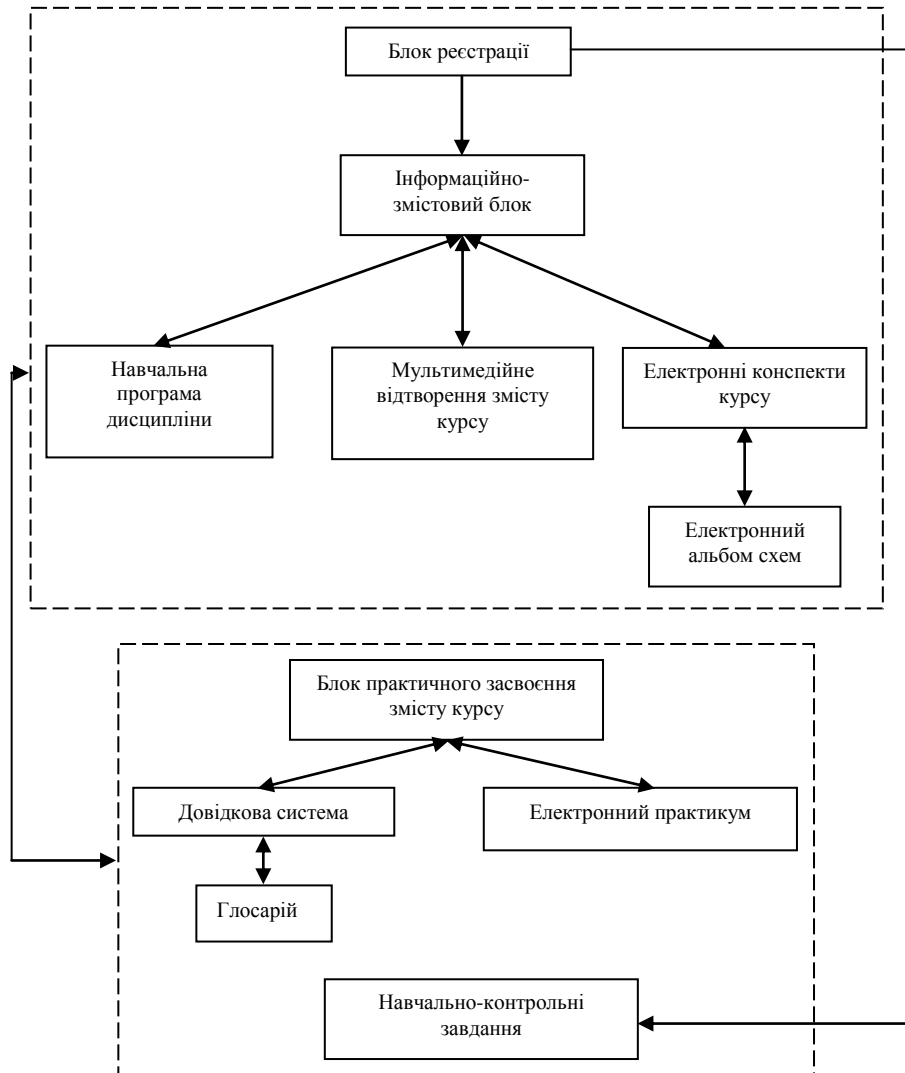 Блок реєстрації
Інформаційно-
змістовий блок
Навчальна
програма
дисципліни
Мультимедійне
відтворення змісту
курсу
Електронні конспекти
курсу
Електронний
альбом схем
Блок практичного засвоєння
змісту курсу
Довідкова система
Електронний практикум
Глосарій
Навчально-контрольні
завдання